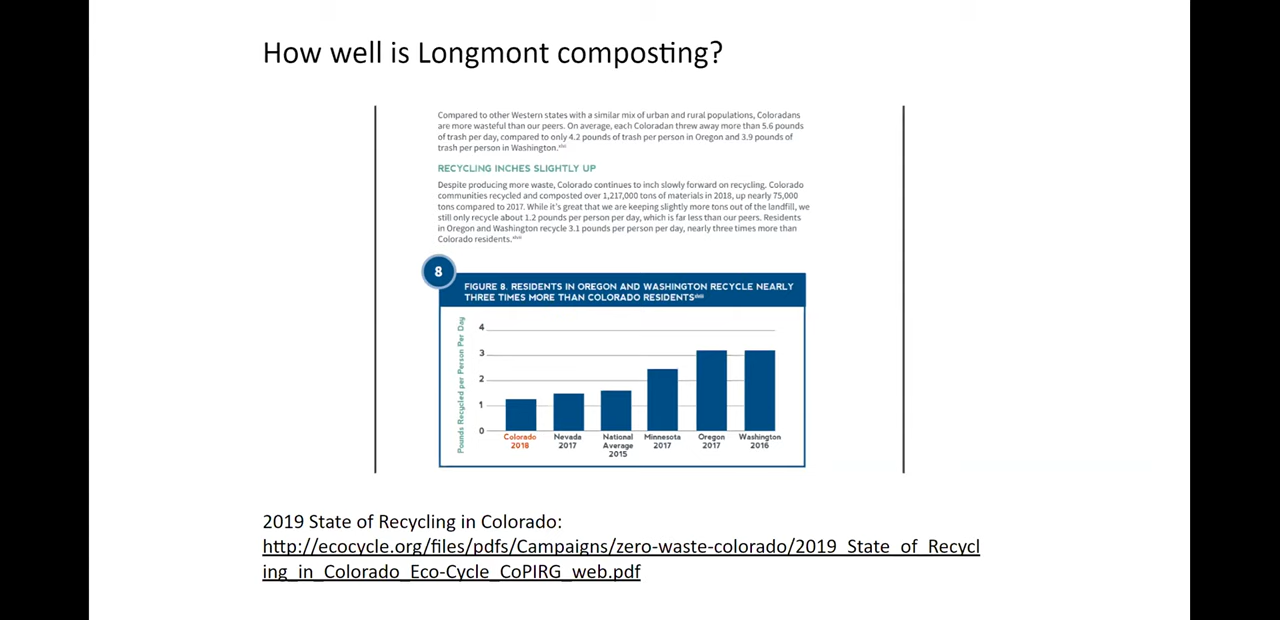 How well is Longmont composting?
Compared to other Western states with a similar mix of urban and rural populations, Coloradans
are more wasteful than our peers. On average, each Coloradan threw away more than 5.6 pounds
of trash per day, compared to only 4.2 pounds of trash per person in Oregon and 3.9 pounds of
trash per person in Washington.
RECYCLING INCHES SLIGHTLY UP
Despite producing more waste, Colorado continues to inch slowly forward on recycling. Colorado
communities recycled and composted over 1,217,000 tons of materials in 2018, up nearly 75,000
tons compared to 2017. While it's great that we are keeping slightly more tons out of the landfill, we
still only recycle about 1.2 pounds per person per day, which is far less than our peers. Residents
in Oregon and Washington recycle 3.1 pounds per person per day, nearly three times more than
Colorado residents.
8
FIGURE 8. RESIDENTS IN OREGON AND WASHINGTON RECYCLE NEARLY
THREE TIMES MORE THAN COLORADO RESIDENTS
Pounds Recycled per Person Per Day
4
3
2
1
0
Colorado
2018
Nevada
2017
National
Average
2015
Minnesota
2017
Oregon
2017
Washington
2016
2019 State of Recycling in Colorado:
http://ecocycle.org/files/pdfs/Campaigns/zero-waste-colorado/2019_State_of_Recycl
ing_in_Colorado_Eco-Cycle_CoPIRG_web.pdf